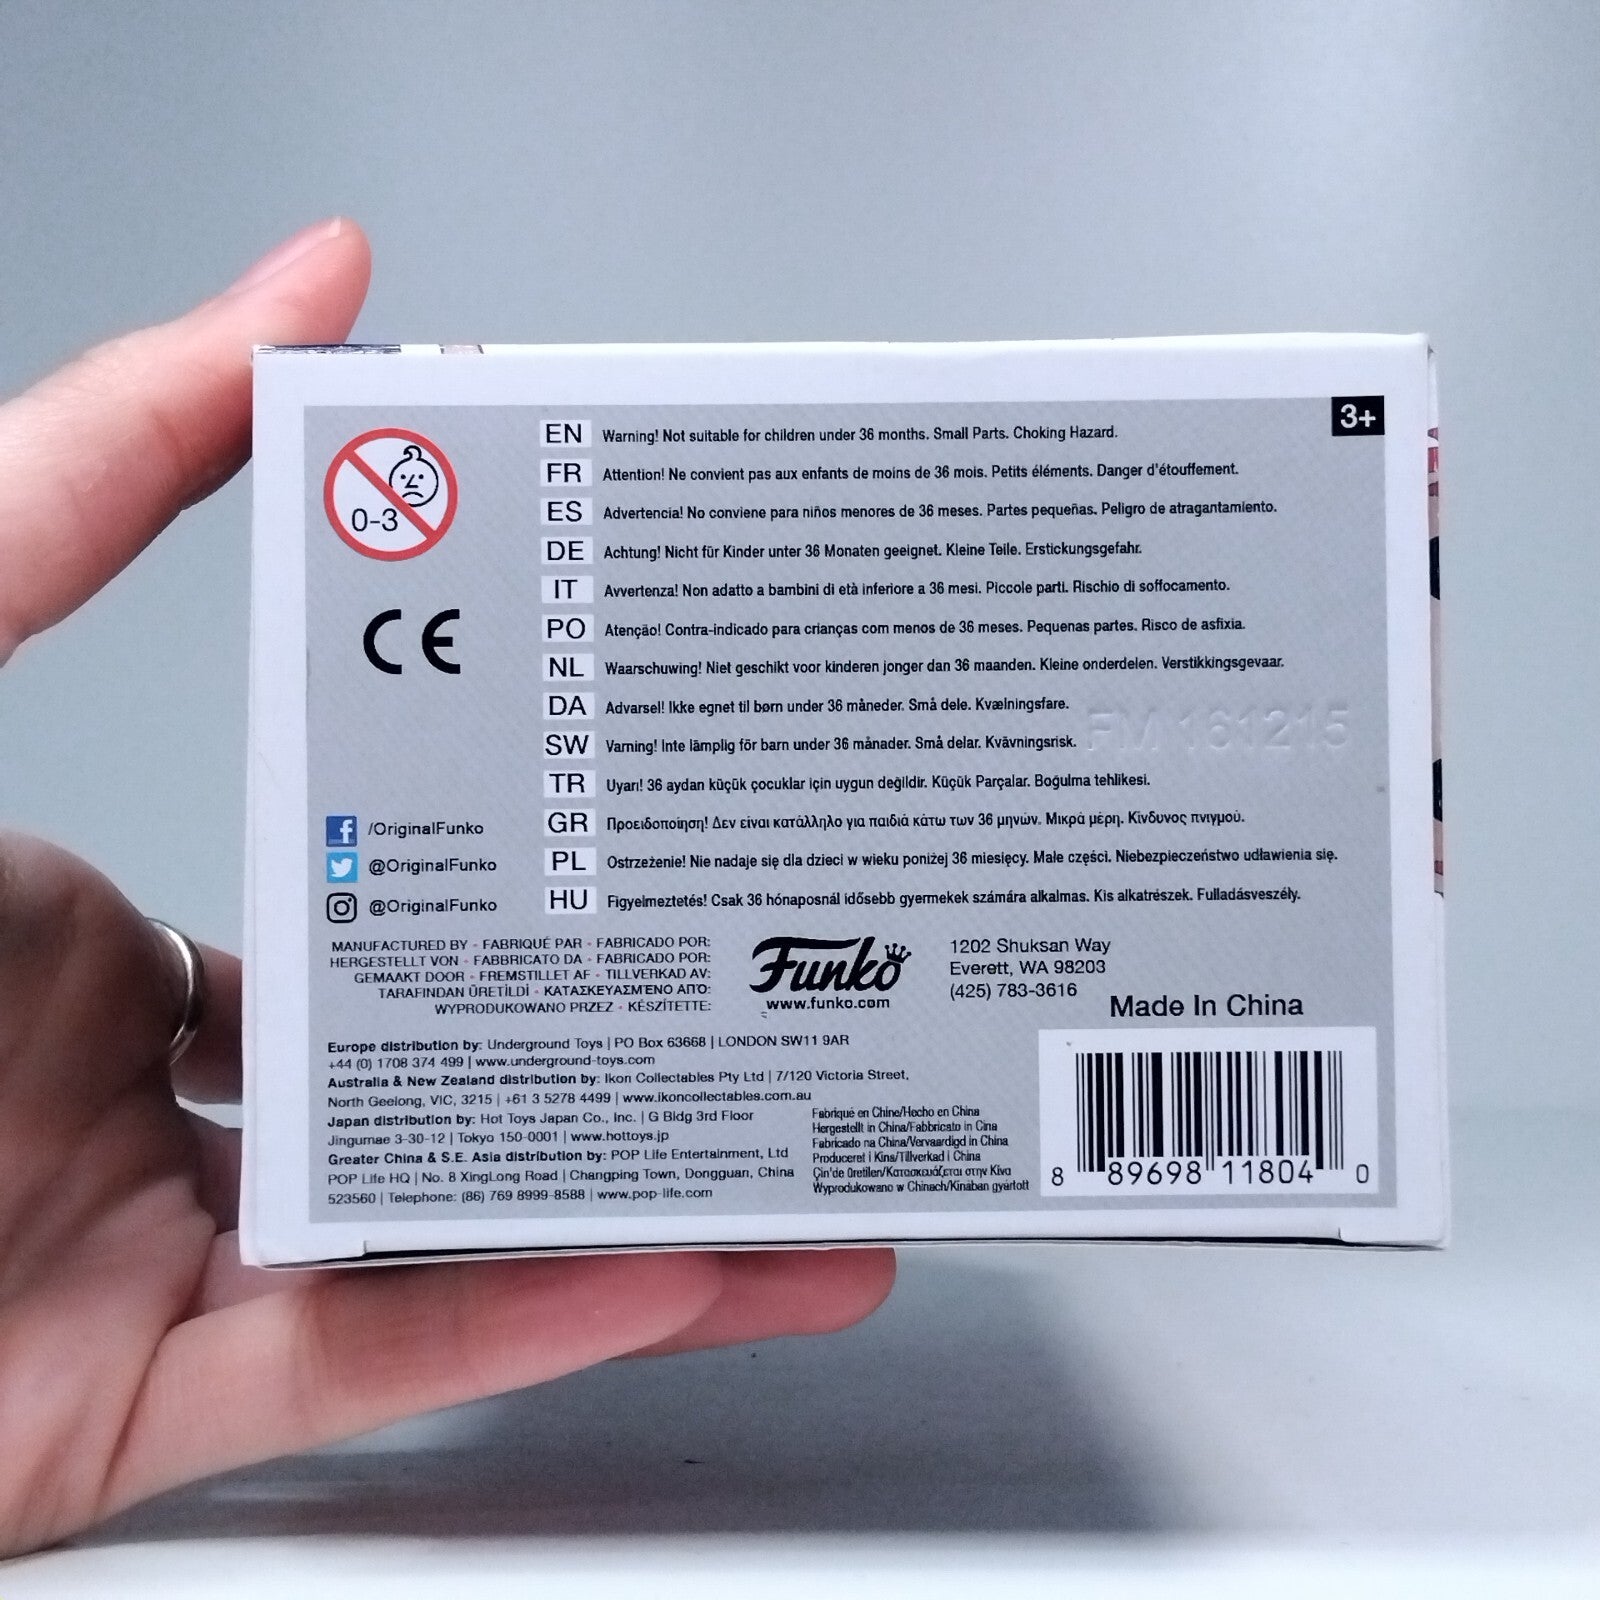 3+
0-3
EN Warning! Not suitable for children under 36 months. Small Parts. Choking Hazard.
FR Attention! Ne convient pas aux enfants de moins de 36 mois. Petits éléments. Danger d'étouffement.
ES Advertencia! No conviene para niños menores de 36 meses. Partes pequeñas. Peligro de atragantamiento.
DE Achtung! Nicht für Kinder unter 36 Monaten geeignet. Kleine Teile. Erstickungsgefahr.
IT Avvertenza! Non adatto a bambini di età inferiore a 36 mesi. Piccole parti. Rischio di soffocamento.
PO Atenção! Contra-indicado para crianças com menos de 36 meses. Pequenas partes. Risco de asfixia.
NL Waarschuwing! Niet geschikt voor kinderen jonger dan 36 maanden. Kleine onderdelen. Verstikkingsgevaar.
DA Advarsel! Ikke egnet til børn under 36 måneder. Små dele. Kvælningsfare.
SW Varning! Inte lämplig för barn under 36 månader. Små delar. Kvävningsrisk.
TR Uyarı! 36 aydan küçük çocuklar için uygun değildir. Küçük Parçalar. Boğulma tehlikesi.
GR Προειδοποίηση! Δεν είναι κατάλληλο για παιδιά κάτω των 36 μηνών. Μικρά μέρη. Κίνδυνος πνιγμού.
PL Ostrzeżenie! Nie nadaje się dla dzieci w wieku poniżej 36 miesięcy. Małe części. Niebezpieczeństwo udławienia się.
HU Figyelmeztetés! Csak 36 hónaposnál idősebb gyermekek számára alkalmas. Kis alkatrészek. Fulladásveszély.
FM 161215
CE
/OriginalFunko
@OriginalFunko
@OriginalFunko
MANUFACTURED BY • FABRIQUÉ PAR • FABRICADO POR:
HERGESTELLT VON • FABBRICATO DA • FABRICADO POR:
GEMAAKT DOOR • FREMSTILLET AF • TILLVERKAD AV:
TARAFINDAN ÜRETİLDİ • ΚΑΤΑΣΚΕΥΑΣΜΈΝΟ ΑΠΌ:
WYPRODUKOWANO PRZEZ • KÉSZÍTETTE:
Funko
www.funko.com
1202 Shuksan Way
Everett, WA 98203
(425) 783-3616
Made In China
Europe distribution by: Underground Toys | PO Box 63668 | LONDON SW11 9AR
+44 (0) 1708 374 499 | www.underground-toys.com
Australia & New Zealand distribution by: Ikon Collectables Pty Ltd | 7/120 Victoria Street,
North Geelong, VIC, 3215 | +61 3 5278 4499 | www.ikoncollectables.com.au
Japan distribution by: Hot Toys Japan Co., Inc. | G Bldg 3rd Floor
Jingumae 3-30-12 | Tokyo 150-0001 | www.hottoys.jp
Greater China & S.E. Asia distribution by: POP Life Entertainment, Ltd
POP Life HQ | No. 8 XingLong Road | Changping Town, Dongguan, China
523560 | Telephone: (86) 769 8999-8588 | www.pop-life.com
Fabriqué en Chine/Hecho en China
Hergestellt in China/Fabbricato in Cina
Fabricado na China/Vervaardigd in China
Produceret i Kina/Tillverkad i China
Çin'de üretilen/Κατασκευάζεται στην Κίνα
Wyprodukowano w Chinach/Kínában gyártott
8 89698 11804 0